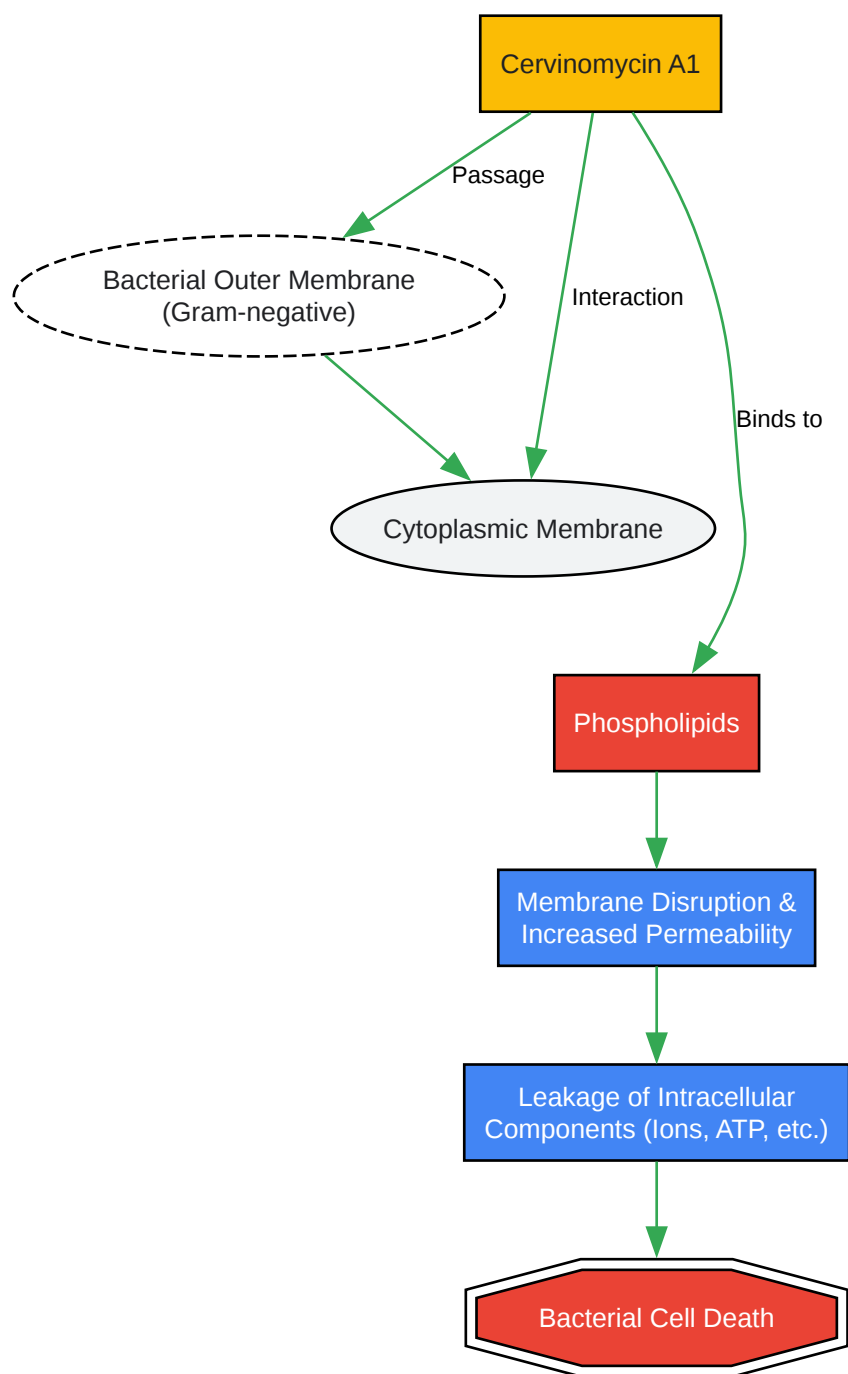 Cervinomycin A1
Passage
Bacterial Outer Membrane
(Gram-negative)
Interaction
Binds to
Cytoplasmic Membrane
Phospholipids
Membrane Disruption &
Increased Permeability
Leakage of Intracellular
Components (Ions, ATP, etc.)
Bacterial Cell Death